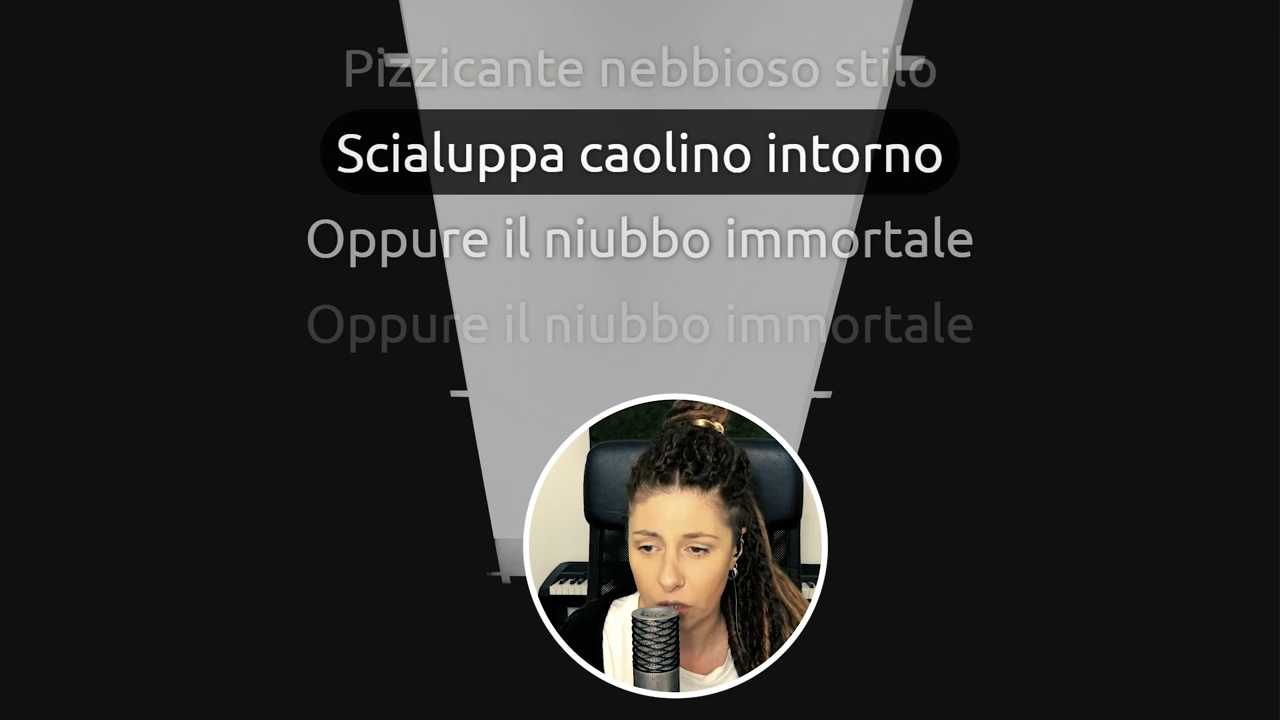 Pizzicante nebbioso stilo
Scialuppa caolino intorno
Oppure il niubbo immortale
Oppure il niubbo immortale